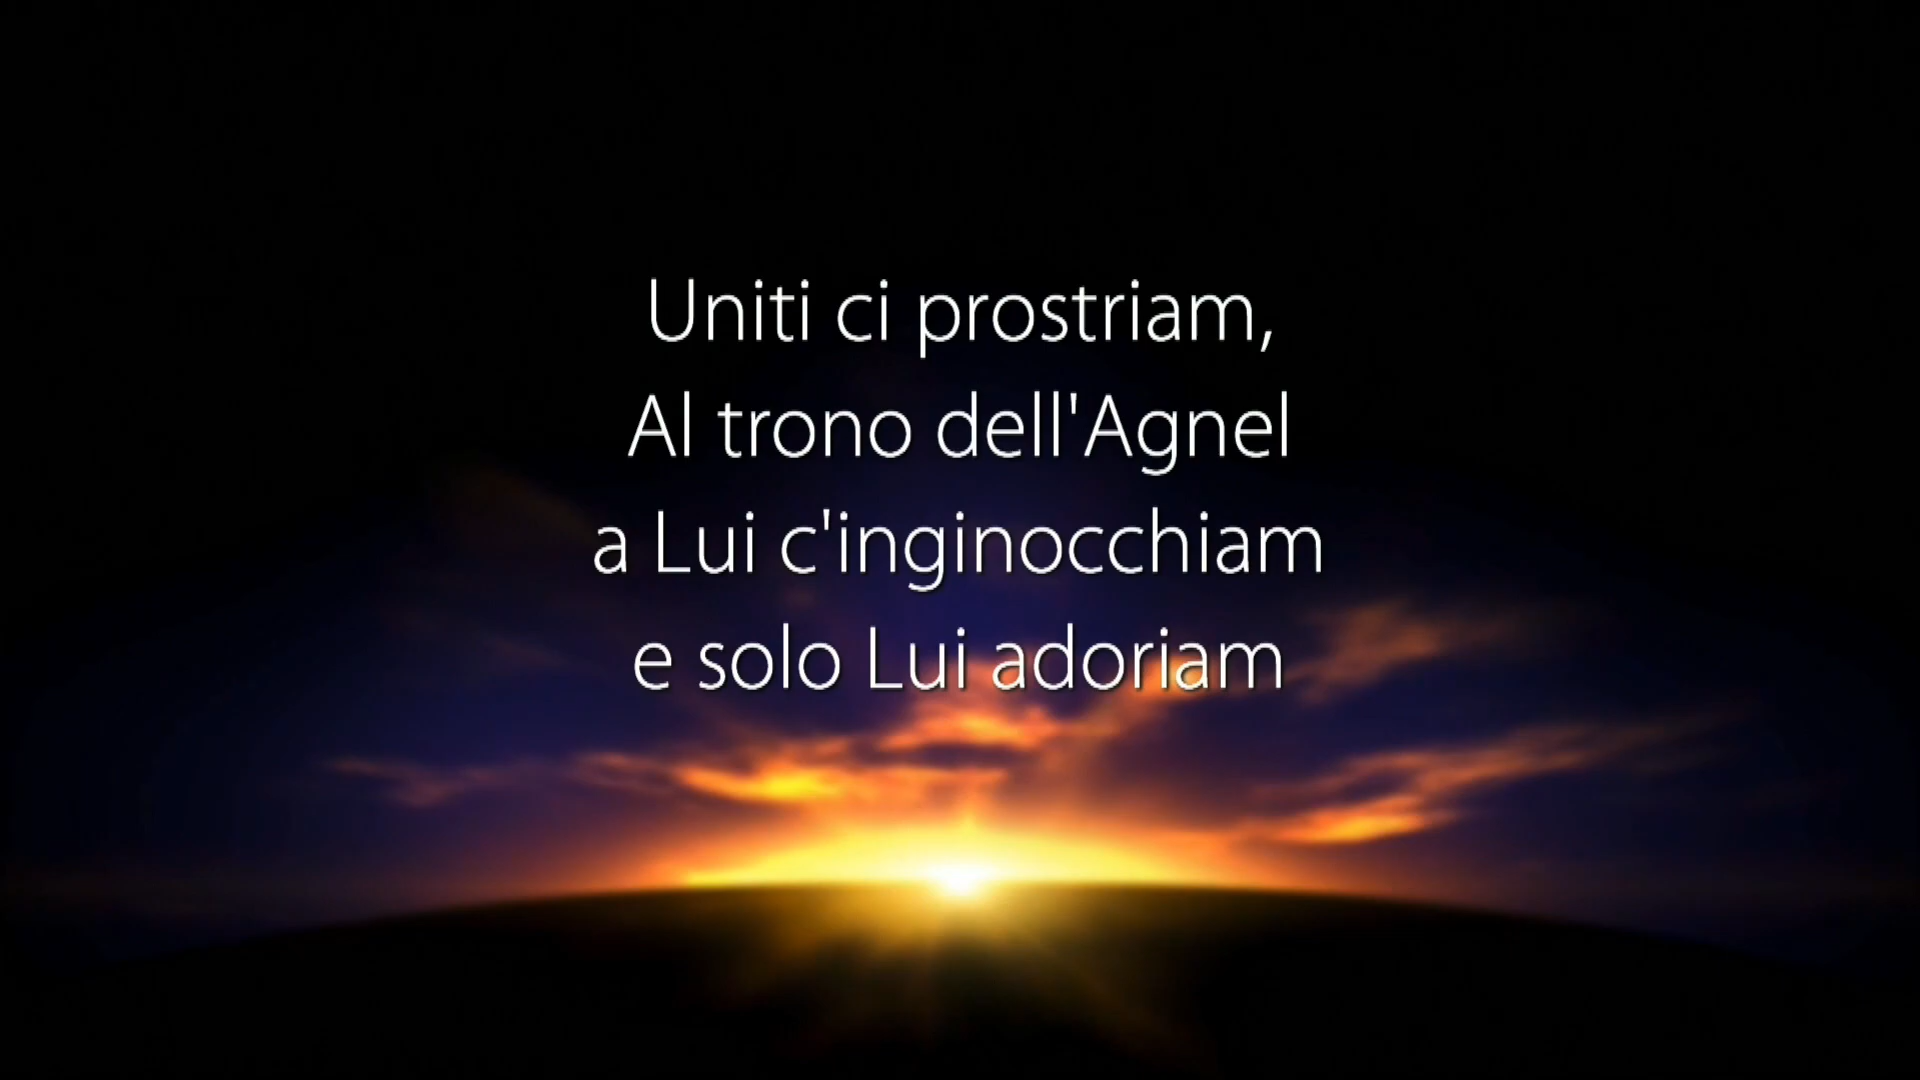 Uniti ci prostriam,
Al trono dell'Agnel
a Lui c'inginocchiam
e solo Lui adoriam